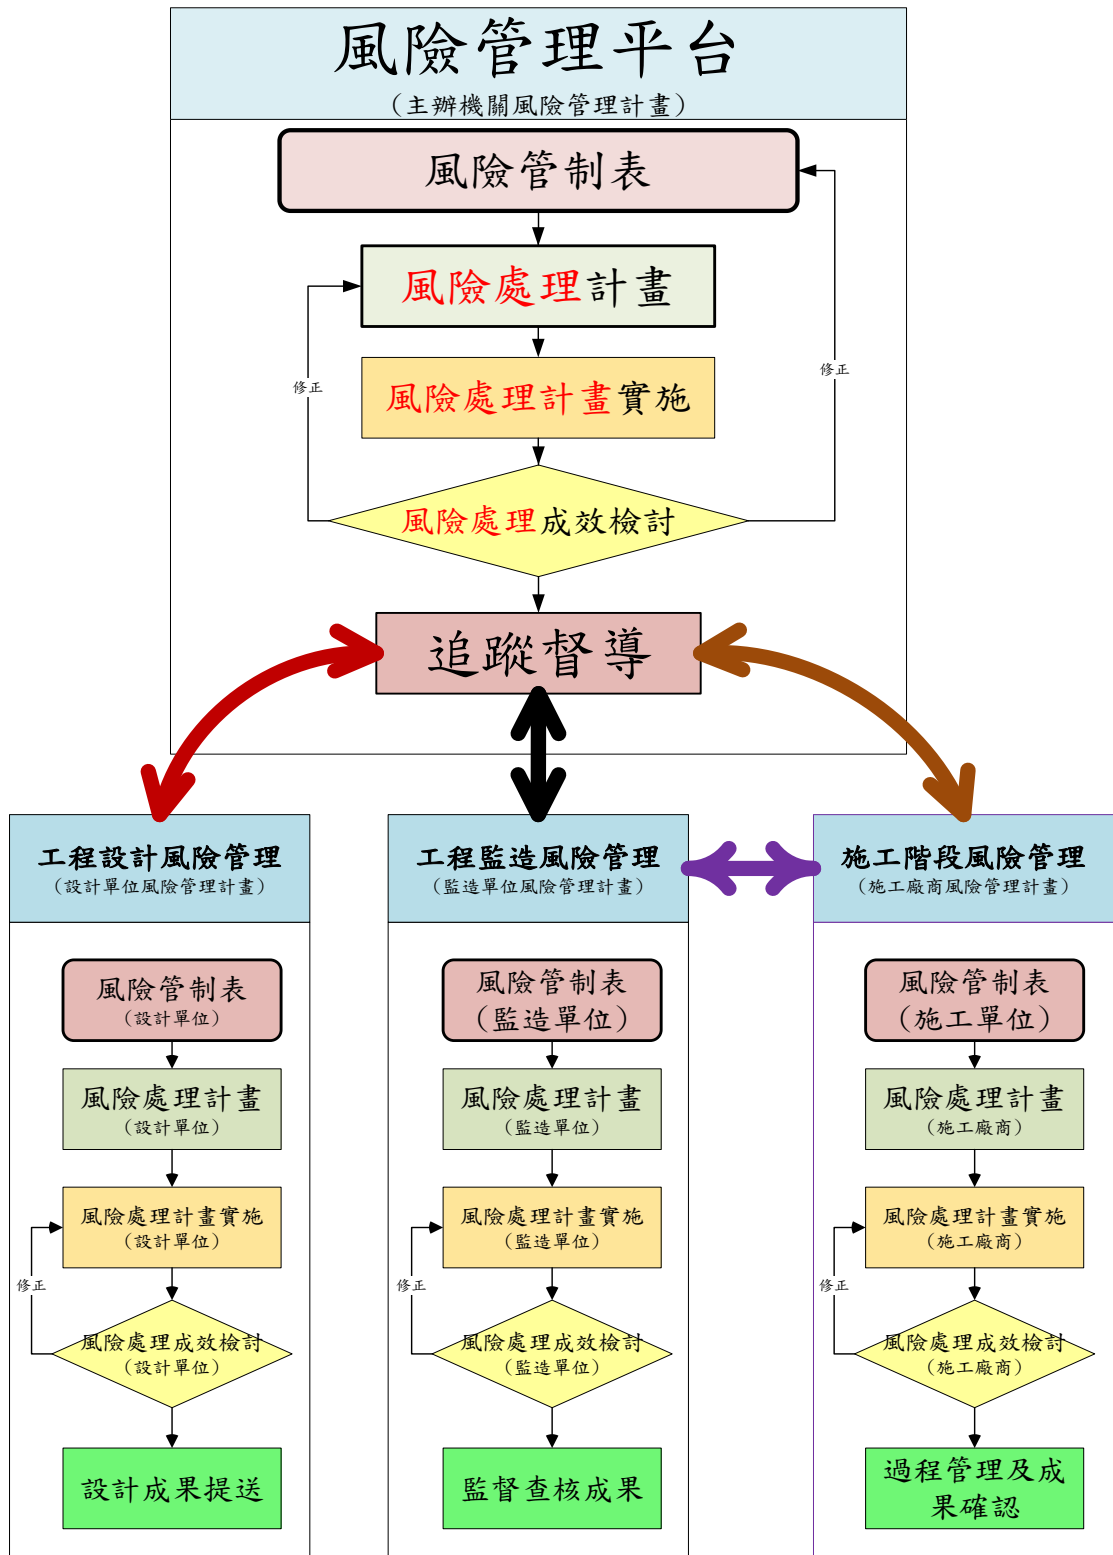 風險管理平台
（主辦機關風險管理計畫）
風險管制表
風險處理計畫
修正
修正
風險處理計畫實施
風險處理成效檢討
追蹤督導
工程設計風險管理
（設計單位風險管理計畫）
風險管制表
（設計單位）
風險處理計畫
（設計單位）
風險處理計畫實施
（設計單位）
修正
風險處理成效檢討
（設計單位）
設計成果提送
工程監造風險管理
（監造單位風險管理計畫）
風險管制表
（監造單位）
風險處理計畫
（監造單位）
風險處理計畫實施
（監造單位）
修正
風險處理成效檢討
（監造單位）
監督查核成果
施工階段風險管理
（施工廠商風險管理計畫）
風險管制表
（施工單位）
風險處理計畫
（施工廠商）
風險處理計畫實施
（施工廠商）
修正
風險處理成效檢討
（施工廠商）
過程管理及成
果確認